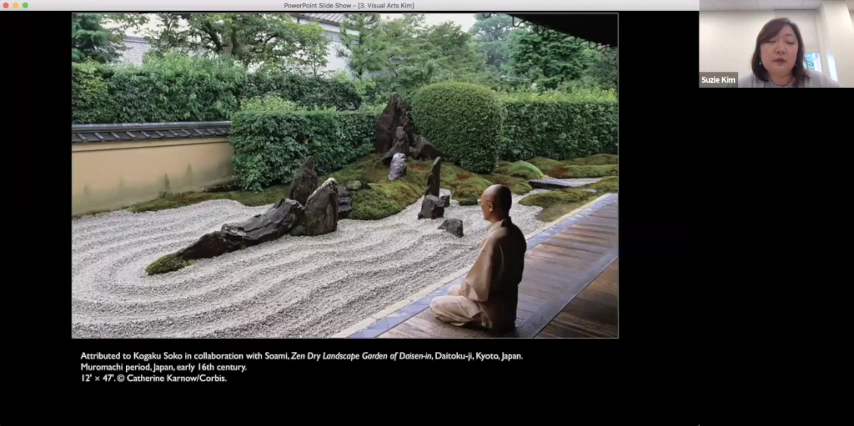 PowerPoint Slide Show - [3. Visual Arts Kim]
Suzie Kim
Attributed to Kogaku Soko in collaboration with Soami, Zen Dry Landscape Garden of Daisen-in, Daitoku-ji, Kyoto, Japan.
Muromachi period, Japan, early 16th century.
12' × 47'. © Catherine Karnow/Corbis.